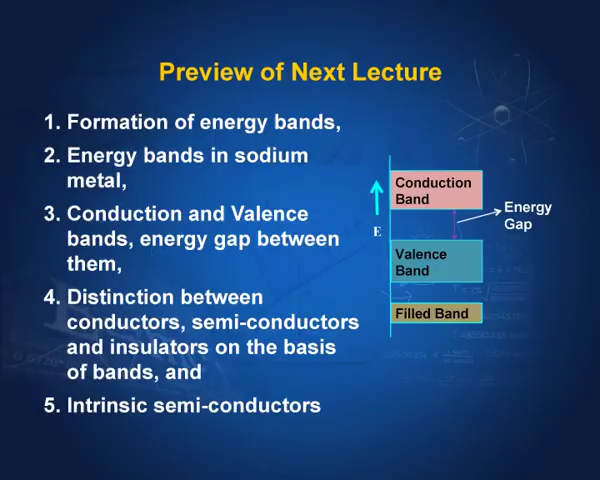 Preview of Next Lecture
1. Formation of energy bands,
2. Energy bands in sodium
metal,
3. Conduction and Valence
bands, energy gap between
them,
4. Distinction between
conductors, semi-conductors
and insulators on the basis
of bands, and
5. Intrinsic semi-conductors
Conduction
Band
Energy
Gap
E
Valence
Band
Filled Band